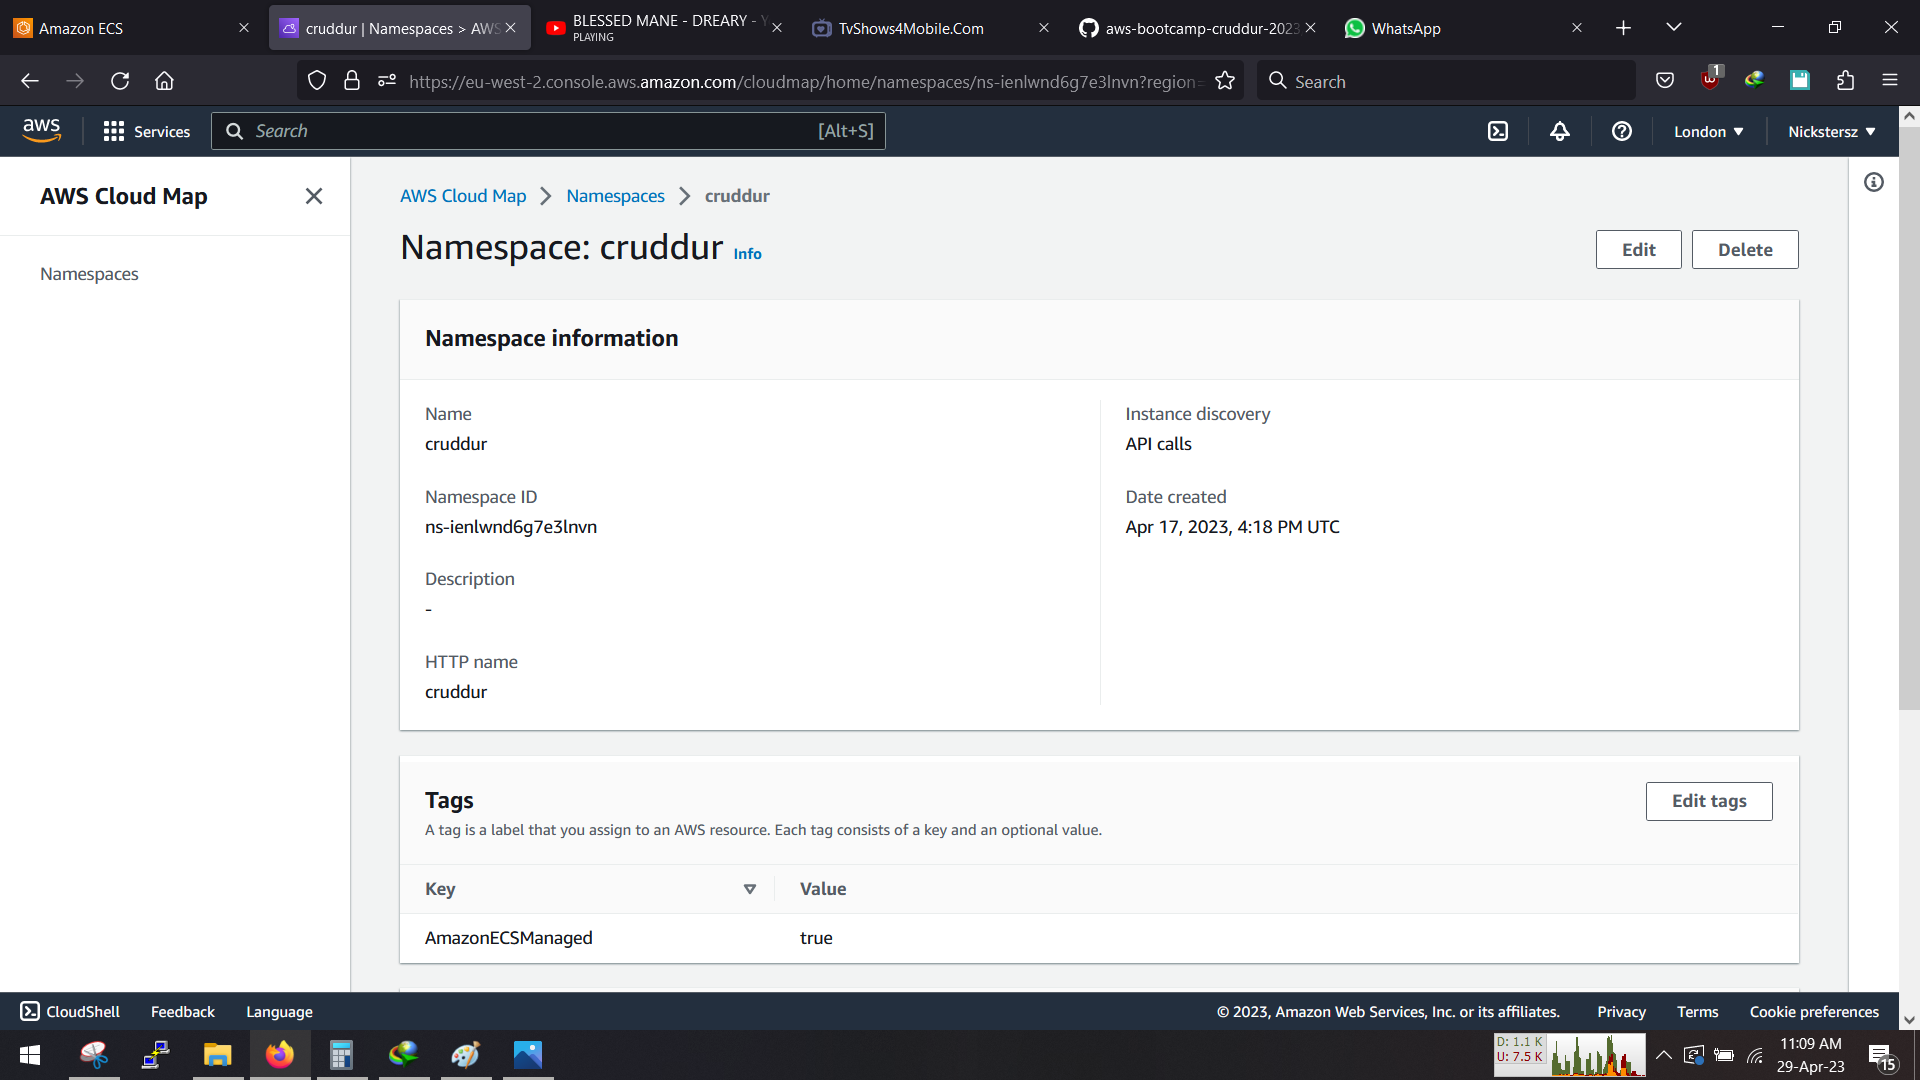 Amazon ECS
cruddur | Namespaces > AWS
BLESSED MANE - DREARY - Y
PLAYING
TvShows4Mobile.Com
aws-bootcamp-cruddur-2023
WhatsApp
https://eu-west-2.console.aws.amazon.com/cloudmap/home/namespaces/ns-ienlwnd6g7e3lnvn?region=
Search
1
aws
Services
Search
[Alt+S]
London
Nickstersz
AWS Cloud Map
Namespaces
AWS Cloud Map
Namespaces
cruddur
Namespace: cruddur Info
Edit
Delete
Namespace information
Name
cruddur
Namespace ID
ns-ienlwnd6g7e3lnvn
Description
-
HTTP name
cruddur
Instance discovery
API calls
Date created
Apr 17, 2023, 4:18 PM UTC
Tags
A tag is a label that you assign to an AWS resource. Each tag consists of a key and an optional value.
Edit tags
Key
Value
AmazonECSManaged
true
CloudShell
Feedback
Language
© 2023, Amazon Web Services, Inc. or its affiliates.
Privacy
Terms
Cookie preferences
D: 1.1 K
U: 7.5 K
11:09 AM
29-Apr-23
15